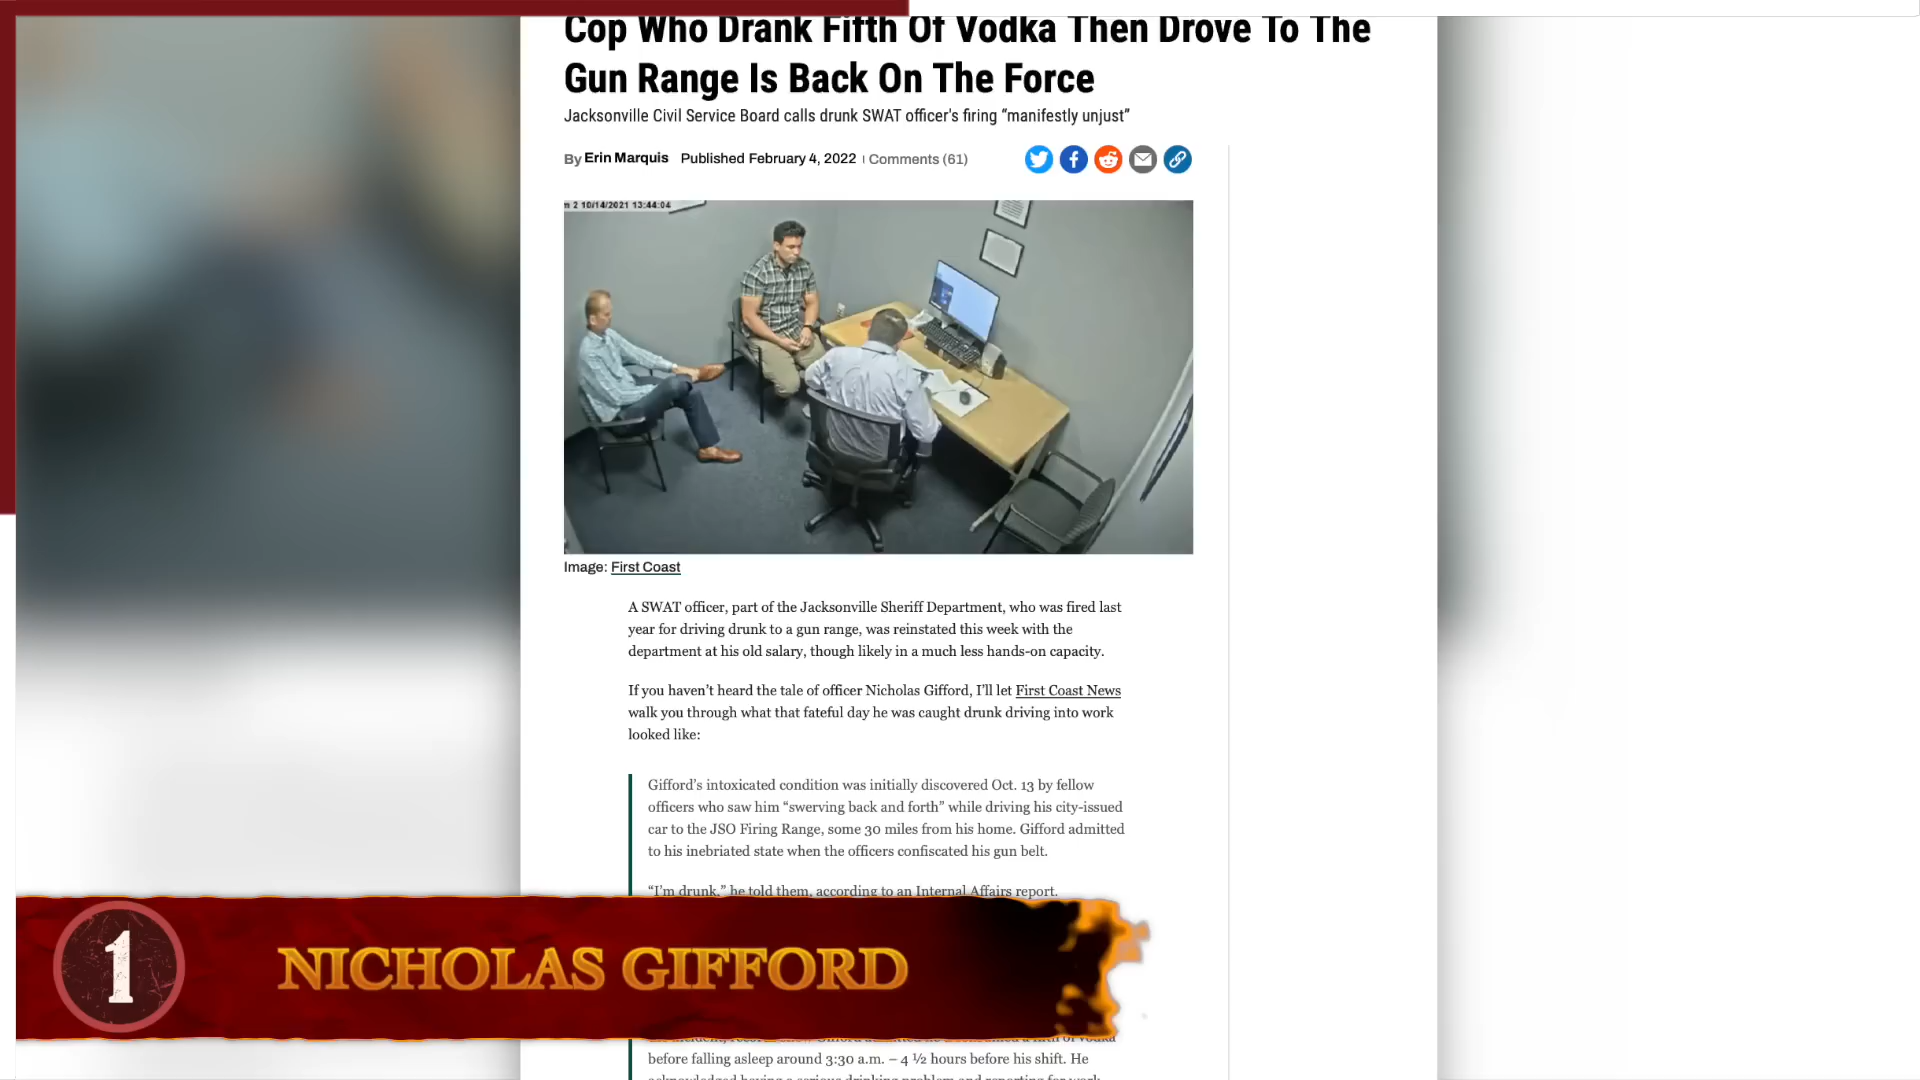 Cop Who Drank Fifth Of Vodka Then Drove To The
Gun Range Is Back On The Force
Jacksonville Civil Service Board calls drunk SWAT officer's firing “manifestly unjust”
By Erin Marquis Published February 4, 2022 | Comments (61)
m 2 10/14/2021 13:44:04
Image: First Coast
A SWAT officer, part of the Jacksonville Sheriff Department, who was fired last
year for driving drunk to a gun range, was reinstated this week with the
department at his old salary, though likely in a much less hands-on capacity.
If you haven’t heard the tale of officer Nicholas Gifford, I’ll let First Coast News
walk you through what that fateful day he was caught drunk driving into work
looked like:
Gifford’s intoxicated condition was initially discovered Oct. 13 by fellow
officers who saw him “swerving back and forth” while driving his city-issued
car to the JSO Firing Range, some 30 miles from his home. Gifford admitted
to his inebriated state when the officers confiscated his gun belt.
“I’m drunk,” he told them, according to an Internal Affairs report.
1
NICHOLAS GIFFORD
before falling asleep around 3:30 a.m. – 4 ½ hours before his shift. He
acknowledged having a serious drinking problem and reporting for work